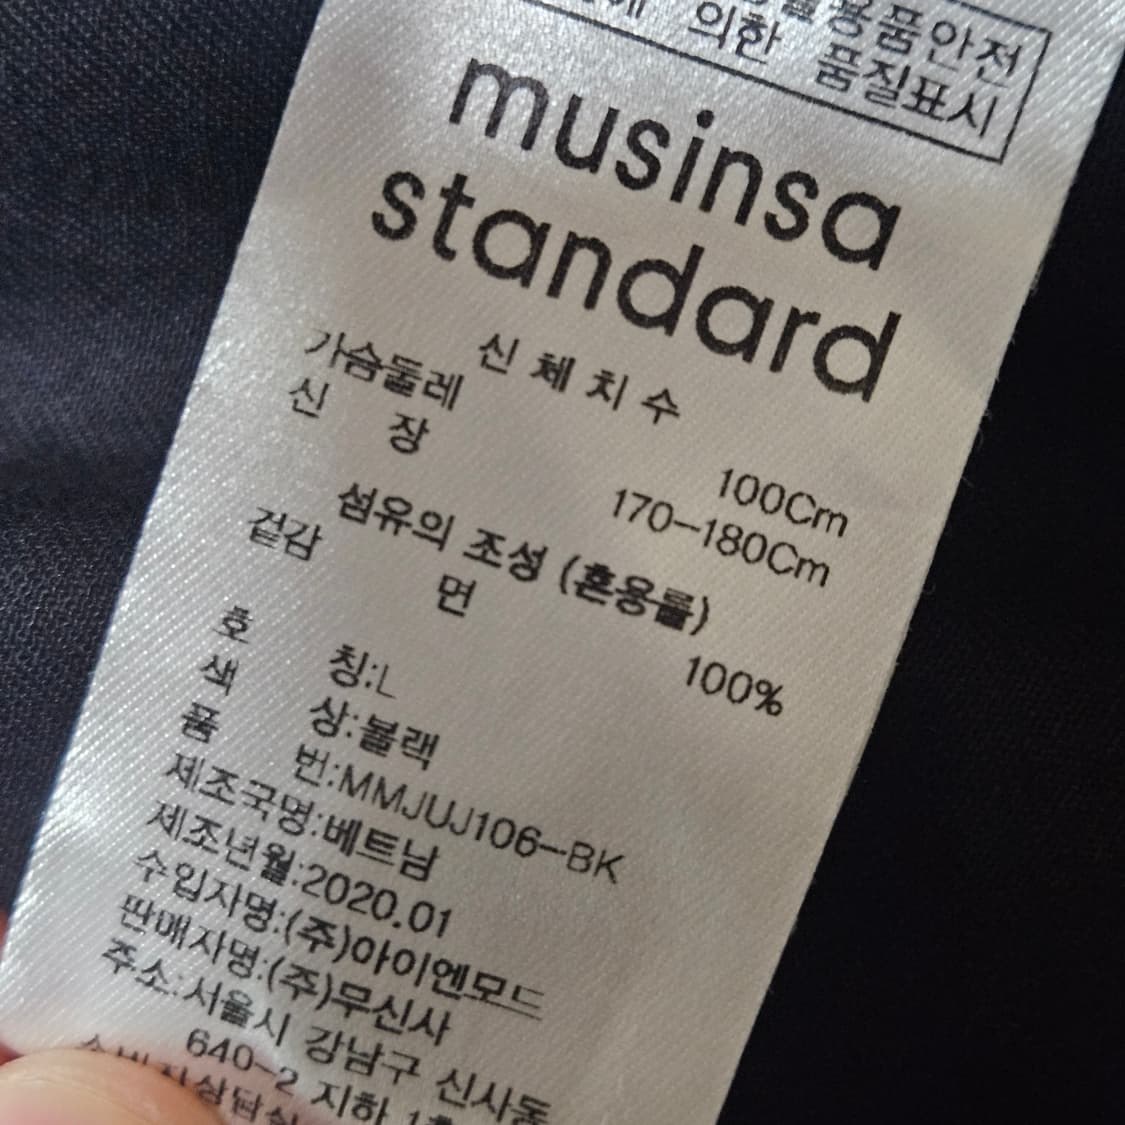 용품안전
의한 품질표시
musinsa
standard
신체치수
가슴둘레 100Cm
신 장 170-180Cm
섬유의 조성 (혼용률)
겉감 면 100%
호 칭:L
색 상:블랙
품 번:MMJUJ106-BK
제조국명:베트남
제조년월:2020.01
수입자명:(주)아이엔모드
판매자명:(주)무신사
주소:서울시 강남구 신사동
640-2 지하